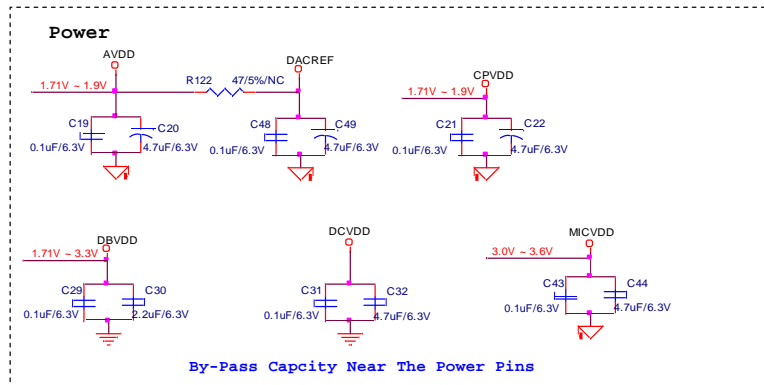 Power
AVDD
DACREF
CPVDD
R122
47/5%/NC
1.71V ~ 1.9V
1.71V ~ 1.9V
C19
C20
C48
C49
C21
C22
0.1uF/6.3V
4.7uF/6.3V
0.1uF/6.3V
4.7uF/6.3V
0.1uF/6.3V
4.7uF/6.3V
DBVDD
DCVDD
MICVDD
1.71V ~ 3.3V
3.0V ~ 3.6V
C29
C30
C31
C32
C43
C44
0.1uF/6.3V
2.2uF/6.3V
0.1uF/6.3V
4.7uF/6.3V
0.1uF/6.3V
4.7uF/6.3V
By-Pass Capcity Near The Power Pins